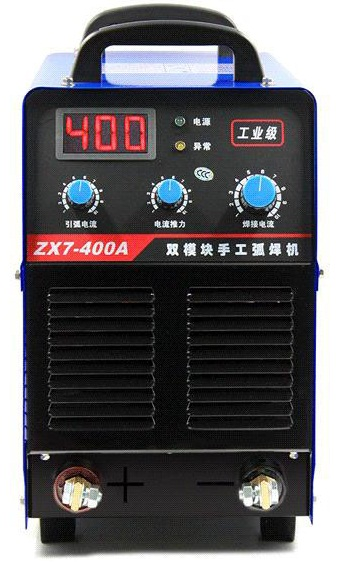 400
电源
异常
工业级
CCC
引弧电流
电流推力
焊接电流
ZX7-400A 双模块手工弧焊机
+ −